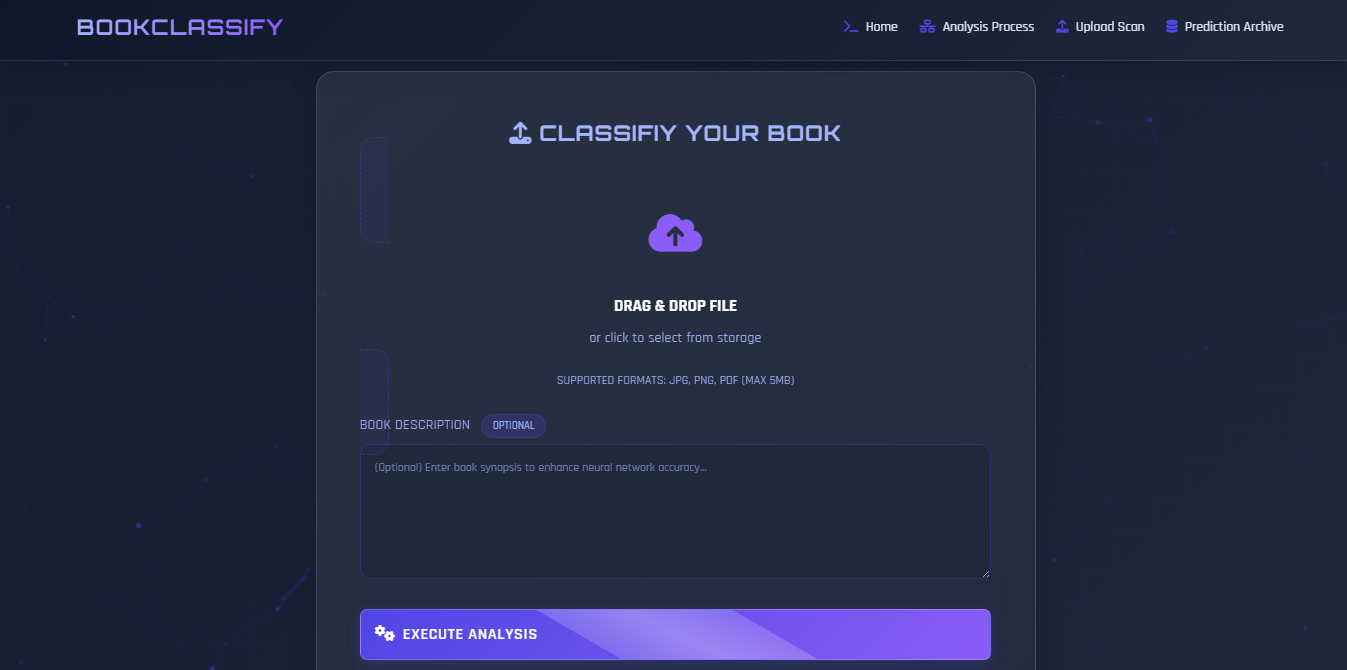 BOOKCLASSIFY
Home Analysis Process Upload Scan Prediction Archive
CLASSIFIY YOUR BOOK
DRAG & DROP FILE
or click to select from storage
SUPPORTED FORMATS: JPG, PNG, PDF (MAX 5MB)
BOOK DESCRIPTION OPTIONAL
(Optional) Enter book synopsis to enhance neural network accuracy...
EXECUTE ANALYSIS